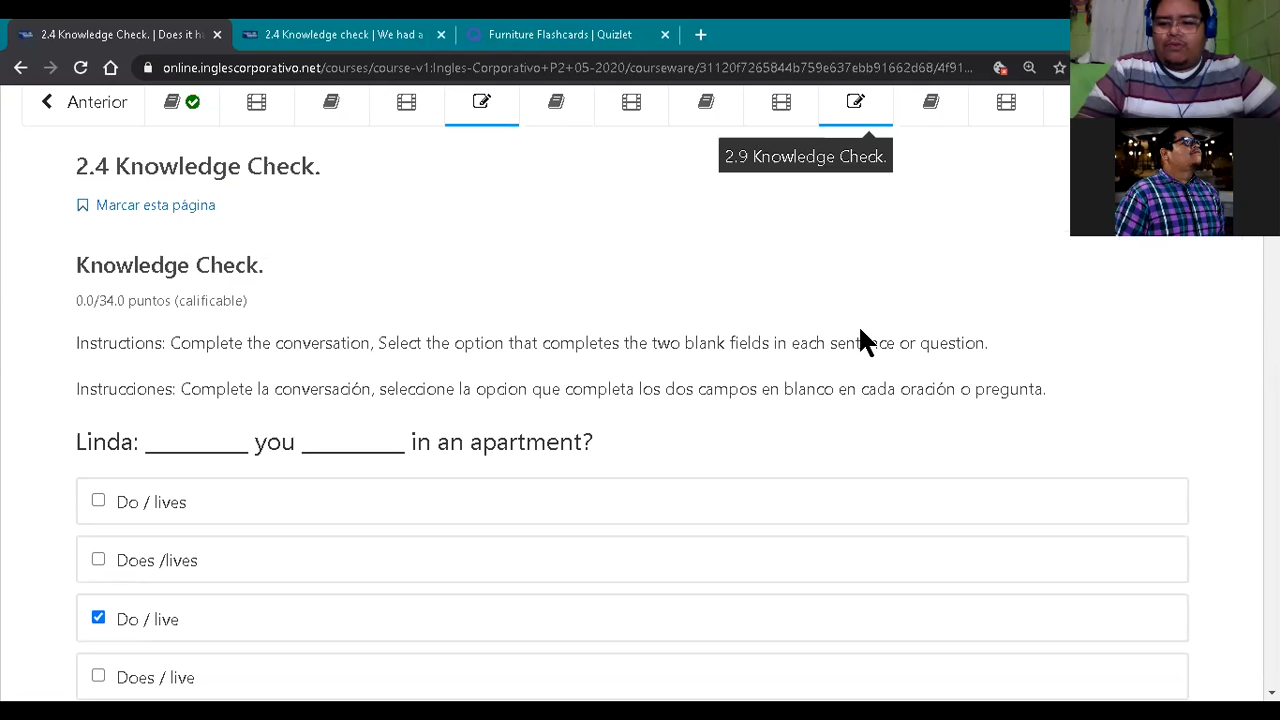 2.4 Knowledge Check. | Does it h
2.4 Knowledge check | We had a
Furniture Flashcards | Quizlet
online.inglescorporativo.net/courses/course-v1:Ingles-Corporativo+P2+05-2020/courseware/31120f7265844b759e637ebb91662d68/4f91...
Anterior
2.9 Knowledge Check.
2.4 Knowledge Check.
Marcar esta página
Knowledge Check.
0.0/34.0 puntos (calificable)
Instructions: Complete the conversation, Select the option that completes the two blank fields in each sentence or question.
Instrucciones: Complete la conversación, seleccione la opcion que completa los dos campos en blanco en cada oración o pregunta.
Linda: _________ you _________ in an apartment?
Do / lives
Does /lives
Do / live
Does / live